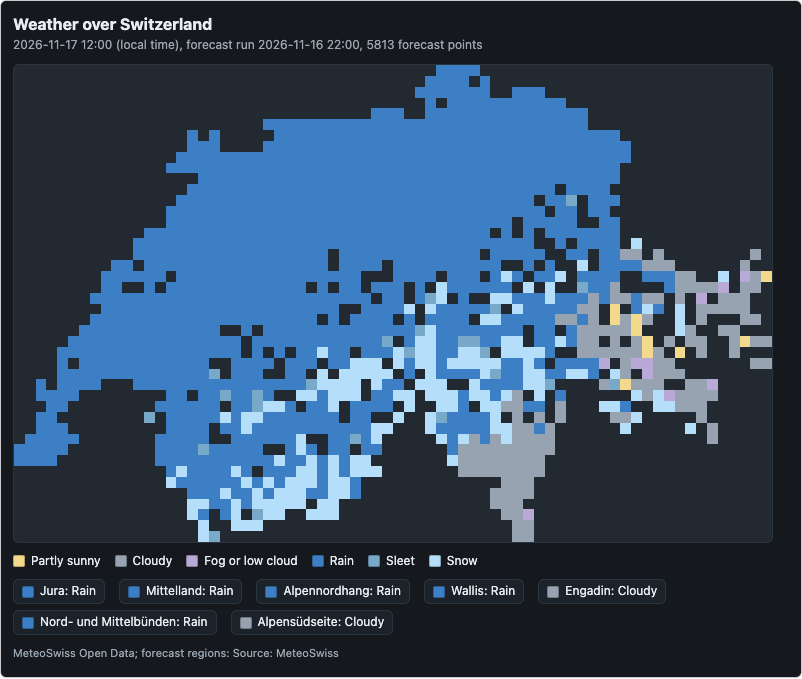 Weather over Switzerland
2026-11-17 12:00 (local time), forecast run 2026-11-16 22:00, 5813 forecast points
Partly sunny Cloudy Fog or low cloud Rain Sleet Snow
Jura: Rain Mittelland: Rain Alpennordhang: Rain Wallis: Rain Engadin: Cloudy
Nord- und Mittelbünden: Rain Alpensüdseite: Cloudy
MeteoSwiss Open Data; forecast regions: Source: MeteoSwiss